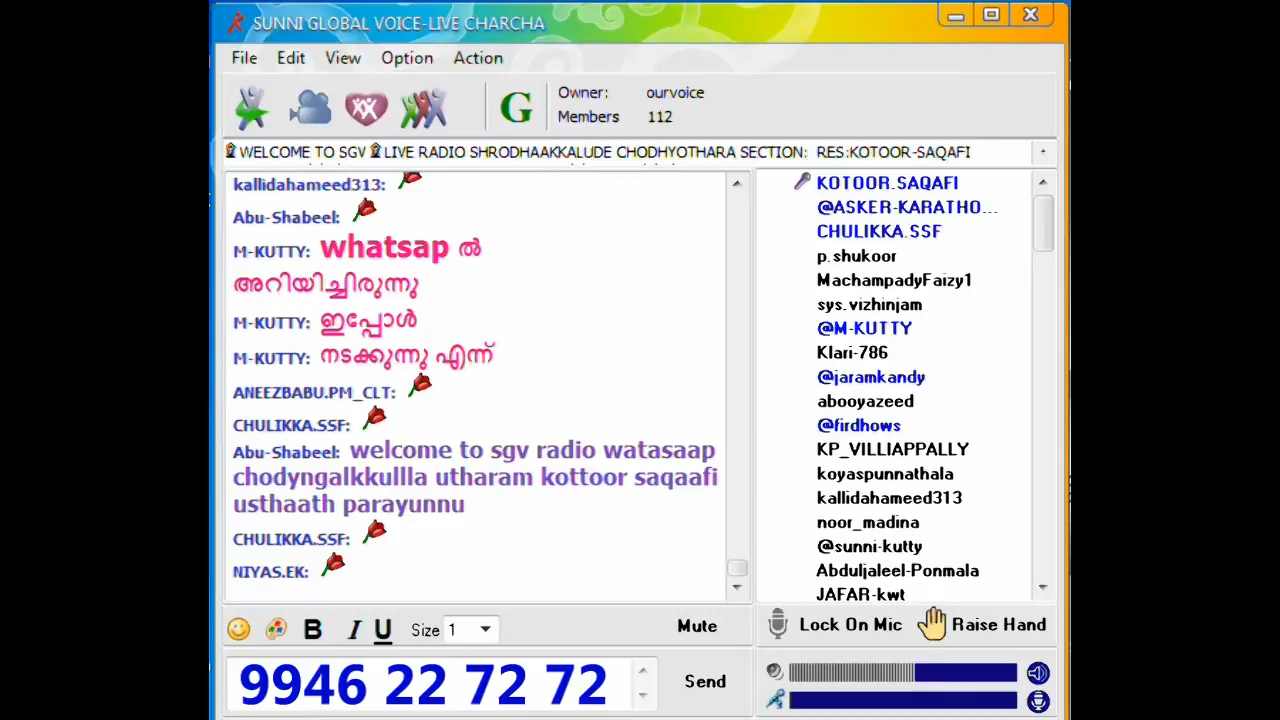 SUNNI GLOBAL VOICE-LIVE CHARCHA
File Edit View Option Action
G
Owner: ourvoice
Members 112
WELCOME TO SGV LIVE RADIO SHRODHAAKKALUDE CHODHYOTHARA SECTION: RES:KOTOOR-SAQAFI
kallidahameed313:
Abu-Shabeel:
M-KUTTY: whatsap ൽ
അറിയിച്ചിരുന്നു
M-KUTTY: ഇപ്പോൾ
M-KUTTY: നടക്കുന്നു എന്ന്
ANEEZBABU.PM_CLT:
CHULIKKA.SSF:
Abu-Shabeel: welcome to sgv radio watasaap
chodyngalkkullla utharam kottoor saqaafi
usthaath parayunnu
CHULIKKA.SSF:
NIYAS.EK:
KOTOOR.SAQAFI
@ASKER-KARATHO...
CHULIKKA.SSF
p.shukoor
MachampadyFaizy1
sys.vizhinjam
@M-KUTTY
Klari-786
@jaramkandy
abooyazeed
@firdhows
KP_VILLIAPPALLY
koyaspunnathala
kallidahameed313
noor_madina
@sunni-kutty
Abduljaleel-Ponmala
JAFAR-kwt
B I U Size 1 Mute
Lock On Mic Raise Hand
9946 22 72 72
Send